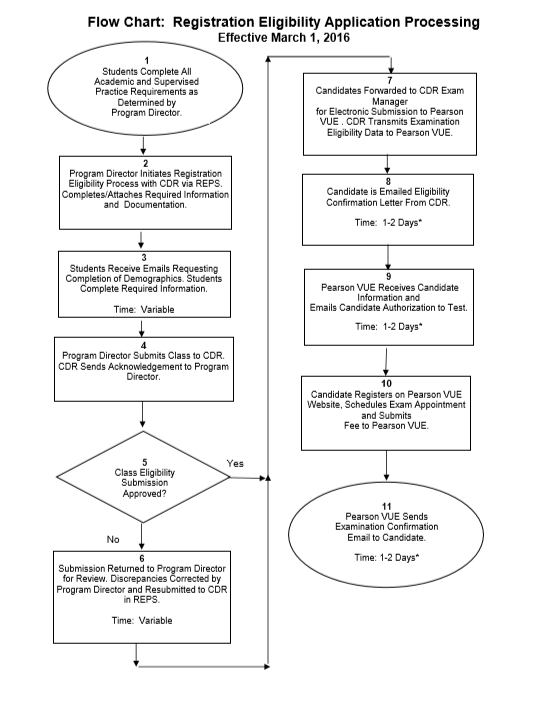 Flow Chart:  Registration Eligibility Application Processing
Effective March 1, 2016
1
Students Complete All
Academic and Supervised
Practice Requirements as
Determined by
Program Director.
2
Program Director Initiates Registration
Eligibility Process with CDR via REPS.
Completes/Attaches Required Information
and  Documentation.
3
Students Receive Emails Requesting
Completion of Demographics. Students
Complete Required Information.
Time:  Variable
4
Program Director Submits Class to CDR.
CDR Sends Acknowledgement to Program
Director.
5
Class Eligibility
Submission
Approved?
Yes
No
6
Submission Returned to Program Director
for Review. Discrepancies Corrected by
Program Director and Resubmitted to CDR
in REPS.
Time:  Variable
7
Candidates Forwarded to CDR Exam
Manager
for Electronic Submission to Pearson
VUE . CDR Transmits Examination
Eligibility Data to Pearson VUE.
8
Candidate is Emailed Eligibility
Confirmation Letter From CDR.
Time:  1-2 Days*
9
Pearson VUE Receives Candidate
Information and
Emails Candidate Authorization to Test.
Time:  1-2 Days*
10
Candidate Registers on Pearson VUE
Website, Schedules Exam Appointment
and Submits
Fee to Pearson VUE.
11
Pearson VUE Sends
Examination Confirmation
Email to Candidate.
Time:  1-2 Days*